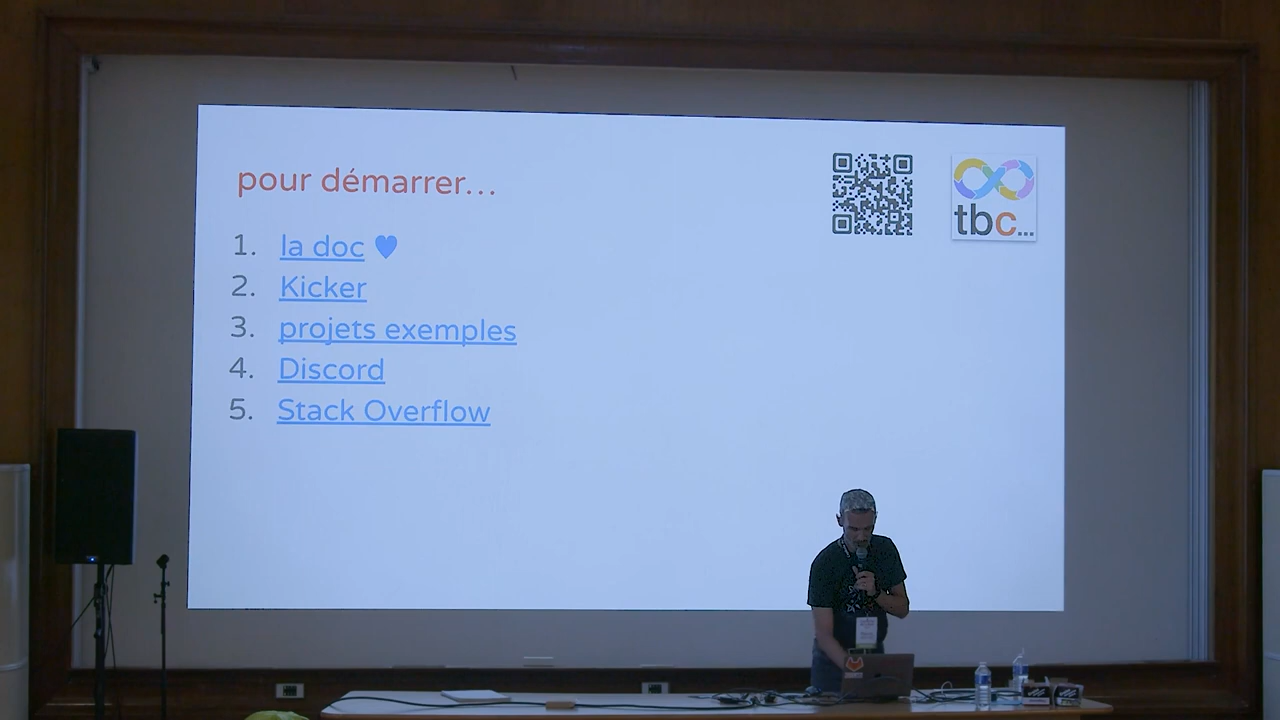 pour démarrer...
1. la doc 💙
2. Kicker
3. projets exemples
4. Discord
5. Stack Overflow
tbc...